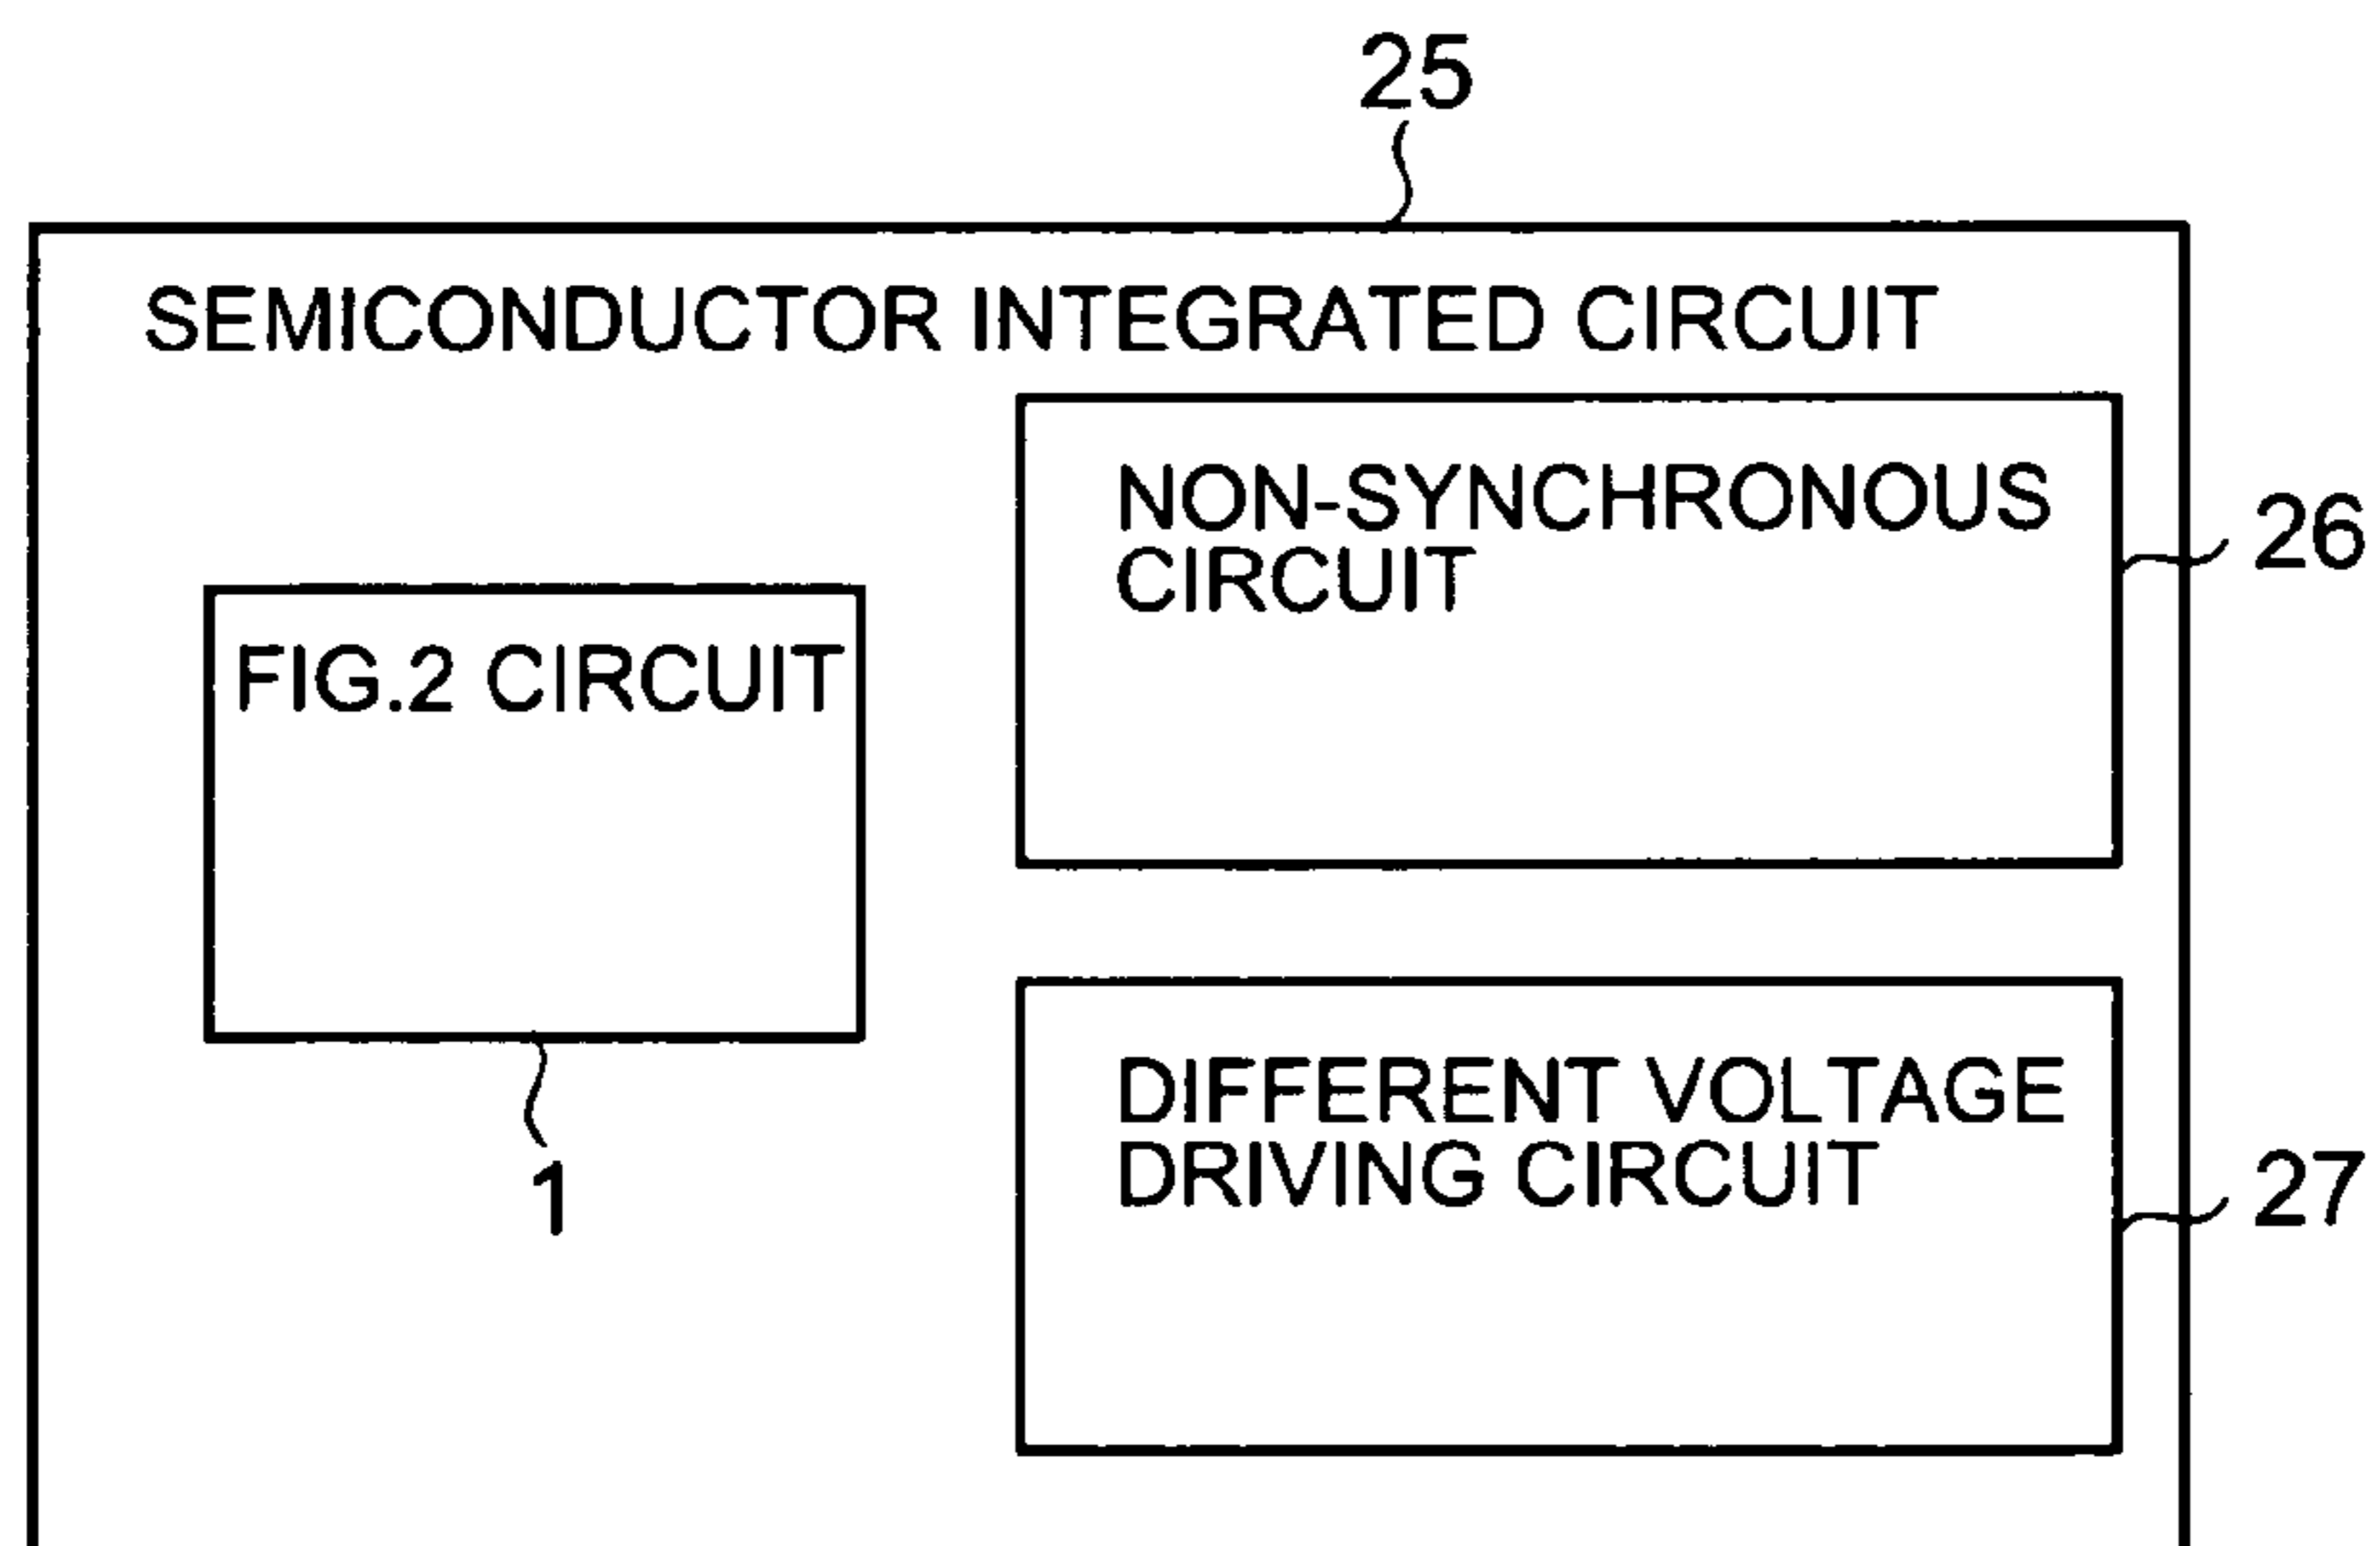 25
SEMICONDUCTOR INTEGRATED CIRCUIT
NON-SYNCHRONOUS
CIRCUIT
26
FIG.2 CIRCUIT
1
DIFFERENT VOLTAGE
DRIVING CIRCUIT
27